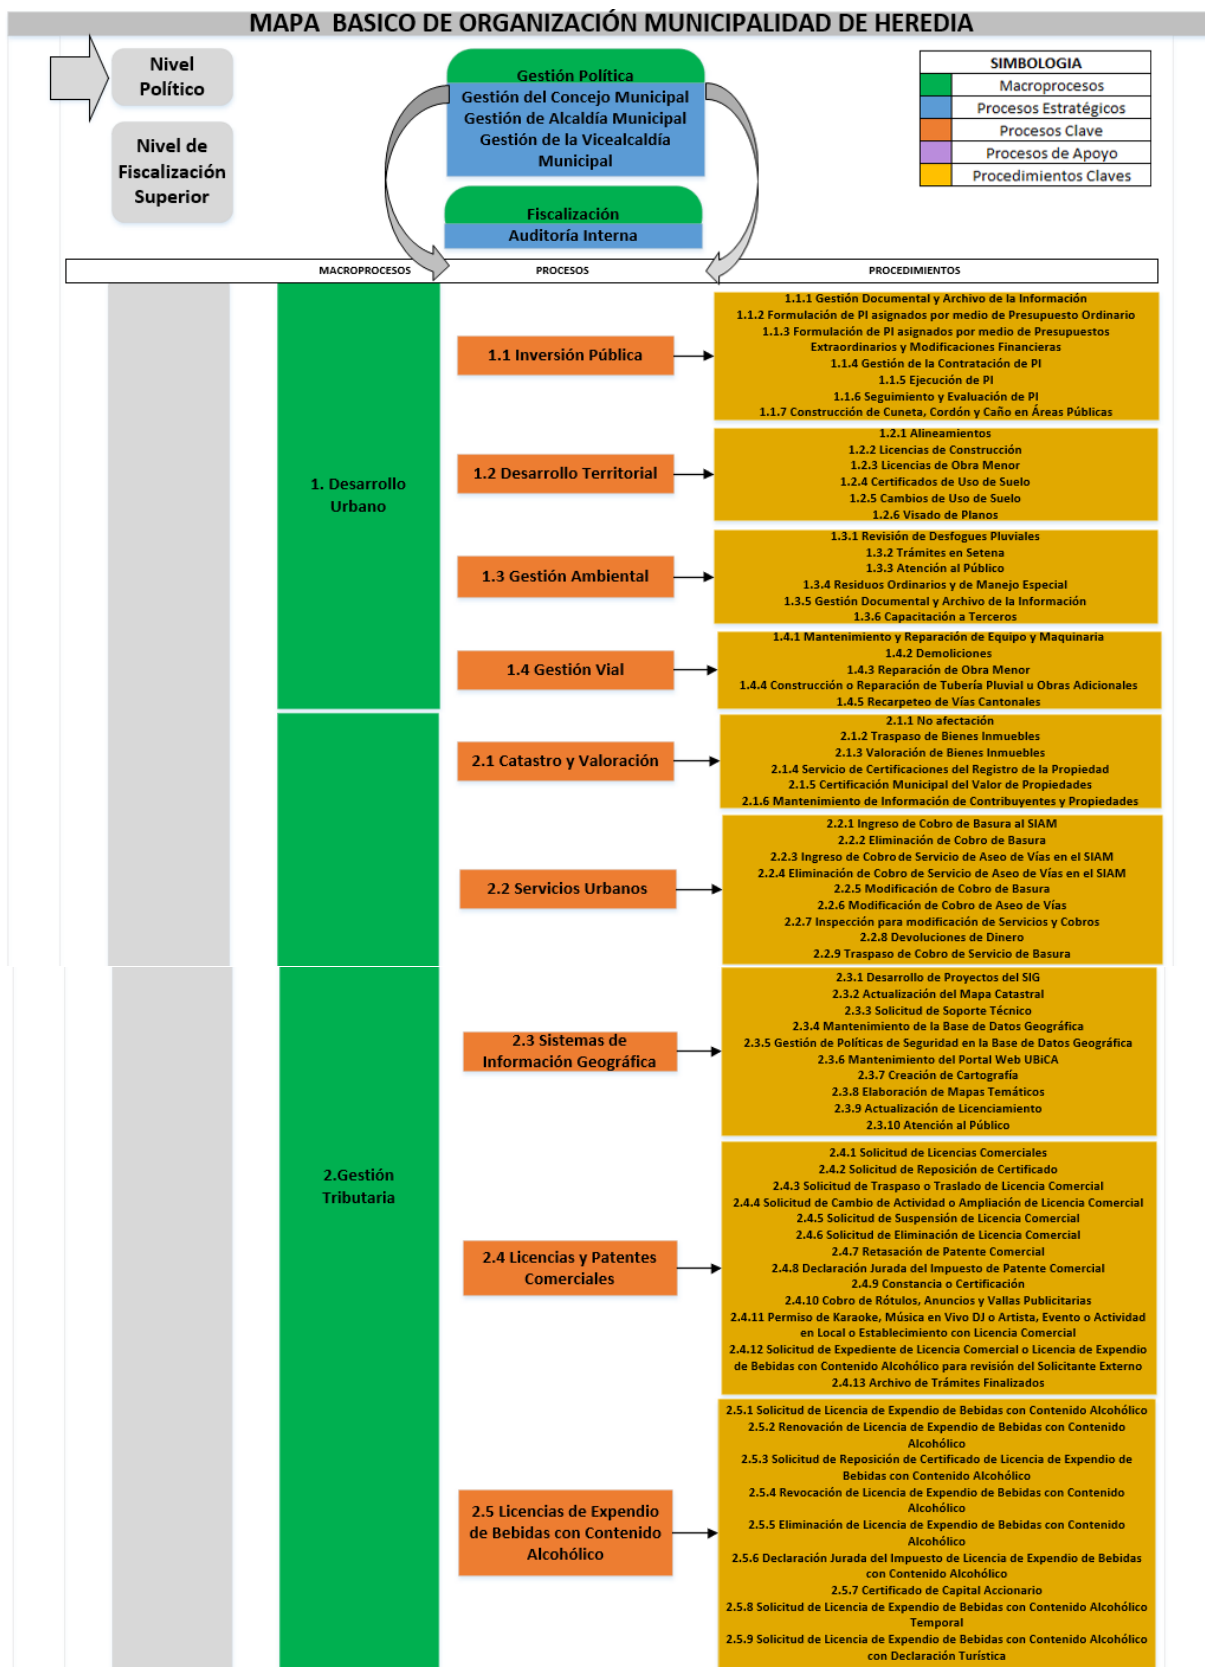 MAPA BASICO DE ORGANIZACIÓN MUNICIPALIDAD DE HEREDIA
Nivel
Político
Nivel de
Fiscalización
Superior
Gestión Política
Gestión del Concejo Municipal
Gestión de Alcaldía Municipal
Gestión de la Vicealcaldía
Municipal
Fiscalización
Auditoría Interna
SIMBOLOGIA
Macroprocesos
Procesos Estratégicos
Procesos Clave
Procesos de Apoyo
Procedimientos Claves
MACROPROCESOS PROCESOS PROCEDIMIENTOS
1. Desarrollo
Urbano
1.1 Inversión Pública
1.1.1 Gestión Documental y Archivo de la Información
1.1.2 Formulación de PI asignados por medio de Presupuesto Ordinario
1.1.3 Formulación de PI asignados por medio de Presupuestos
Extraordinarios y Modificaciones Financieras
1.1.4 Gestión de la Contratación de PI
1.1.5 Ejecución de PI
1.1.6 Seguimiento y Evaluación de PI
1.1.7 Construcción de Cuneta, Cordón y Caño en Áreas Públicas
1.2 Desarrollo Territorial
1.2.1 Alineamientos
1.2.2 Licencias de Construcción
1.2.3 Licencias de Obra Menor
1.2.4 Certificados de Uso de Suelo
1.2.5 Cambios de Uso de Suelo
1.2.6 Visado de Planos
1.3 Gestión Ambiental
1.3.1 Revisión de Desfogues Pluviales
1.3.2 Trámites en Setena
1.3.3 Atención al Público
1.3.4 Residuos Ordinarios y de Manejo Especial
1.3.5 Gestión Documental y Archivo de la Información
1.3.6 Capacitación a Terceros
1.4 Gestión Vial
1.4.1 Mantenimiento y Reparación de Equipo y Maquinaria
1.4.2 Demoliciones
1.4.3 Reparación de Obra Menor
1.4.4 Construcción o Reparación de Tubería Pluvial u Obras Adicionales
1.4.5 Recarpeteo de Vías Cantonales
2.Gestión
Tributaria
2.1 Catastro y Valoración
2.1.1 No afectación
2.1.2 Traspaso de Bienes Inmuebles
2.1.3 Valoración de Bienes Inmuebles
2.1.4 Servicio de Certificaciones del Registro de la Propiedad
2.1.5 Certificación Municipal del Valor de Propiedades
2.1.6 Mantenimiento de Información de Contribuyentes y Propiedades
2.2 Servicios Urbanos
2.2.1 Ingreso de Cobro de Basura al SIAM
2.2.2 Eliminación de Cobro de Basura
2.2.3 Ingreso de Cobro de Servicio de Aseo de Vías en el SIAM
2.2.4 Eliminación de Cobro de Servicio de Aseo de Vías en el SIAM
2.2.5 Modificación de Cobro de Basura
2.2.6 Modificación de Cobro de Aseo de Vías
2.2.7 Inspección para modificación de Servicios y Cobros
2.2.8 Devoluciones de Dinero
2.2.9 Traspaso de Cobro de Servicio de Basura
2.3 Sistemas de
Información Geográfica
2.3.1 Desarrollo de Proyectos del SIG
2.3.2 Actualización del Mapa Catastral
2.3.3 Solicitud de Soporte Técnico
2.3.4 Mantenimiento de la Base de Datos Geográfica
2.3.5 Gestión de Políticas de Seguridad en la Base de Datos Geográfica
2.3.6 Mantenimiento del Portal Web UBiCA
2.3.7 Creación de Cartografía
2.3.8 Elaboración de Mapas Temáticos
2.3.9 Actualización de Licenciamiento
2.3.10 Atención al Público
2.4 Licencias y Patentes
Comerciales
2.4.1 Solicitud de Licencias Comerciales
2.4.2 Solicitud de Reposición de Certificado
2.4.3 Solicitud de Traspaso o Traslado de Licencia Comercial
2.4.4 Solicitud de Cambio de Actividad o Ampliación de Licencia Comercial
2.4.5 Solicitud de Suspensión de Licencia Comercial
2.4.6 Solicitud de Eliminación de Licencia Comercial
2.4.7 Retasación de Patente Comercial
2.4.8 Declaración Jurada del Impuesto de Patente Comercial
2.4.9 Constancia o Certificación
2.4.10 Cobro de Rótulos, Anuncios y Vallas Publicitarias
2.4.11 Permiso de Karaoke, Música en Vivo DJ o Artista, Evento o Actividad
en Local o Establecimiento con Licencia Comercial
2.4.12 Solicitud de Expediente de Licencia Comercial o Licencia de Expendio
de Bebidas con Contenido Alcohólico para revisión del Solicitante Externo
2.4.13 Archivo de Trámites Finalizados
2.5 Licencias de Expendio
de Bebidas con Contenido
Alcohólico
2.5.1 Solicitud de Licencia de Expendio de Bebidas con Contenido Alcohólico
2.5.2 Renovación de Licencia de Expendio de Bebidas con Contenido
Alcohólico
2.5.3 Solicitud de Reposición de Certificado de Licencia de Expendio de
Bebidas con Contenido Alcohólico
2.5.4 Revocación de Licencia de Expendio de Bebidas con Contenido
Alcohólico
2.5.5 Eliminación de Licencia de Expendio de Bebidas con Contenido
Alcohólico
2.5.6 Declaración Jurada del Impuesto de Licencia de Expendio de Bebidas
con Contenido Alcohólico
2.5.7 Certificado de Capital Accionario
2.5.8 Solicitud de Licencia de Expendio de Bebidas con Contenido Alcohólico
Temporal
2.5.9 Solicitud de Licencia de Expendio de Bebidas con Contenido Alcohólico
con Declaración Turística